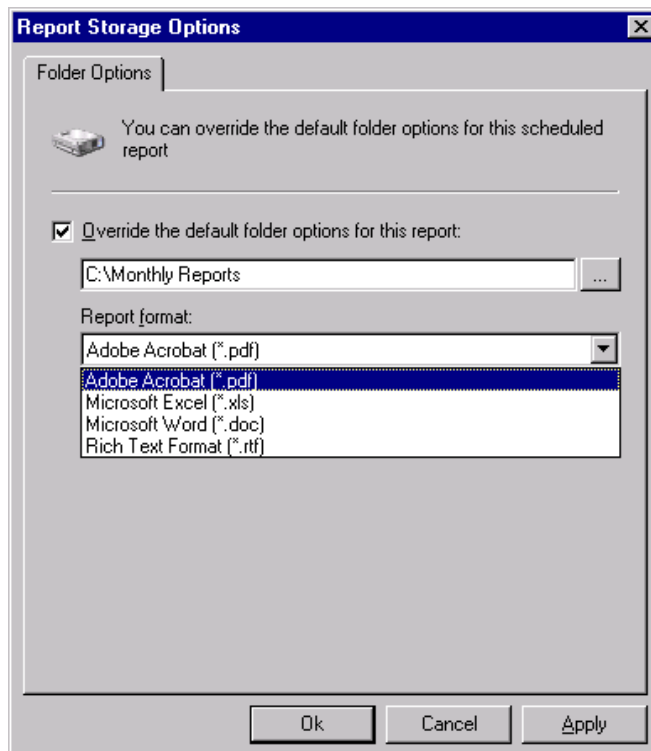 Report Storage Options
Folder Options
You can override the default folder options for this scheduled
report
Override the default folder options for this report:
C:\Monthly Reports
...
Report format:
Adobe Acrobat (*.pdf)
Adobe Acrobat (*.pdf)
Microsoft Excel (*.xls)
Microsoft Word (*.doc)
Rich Text Format (*.rtf)
Ok
Cancel
Apply